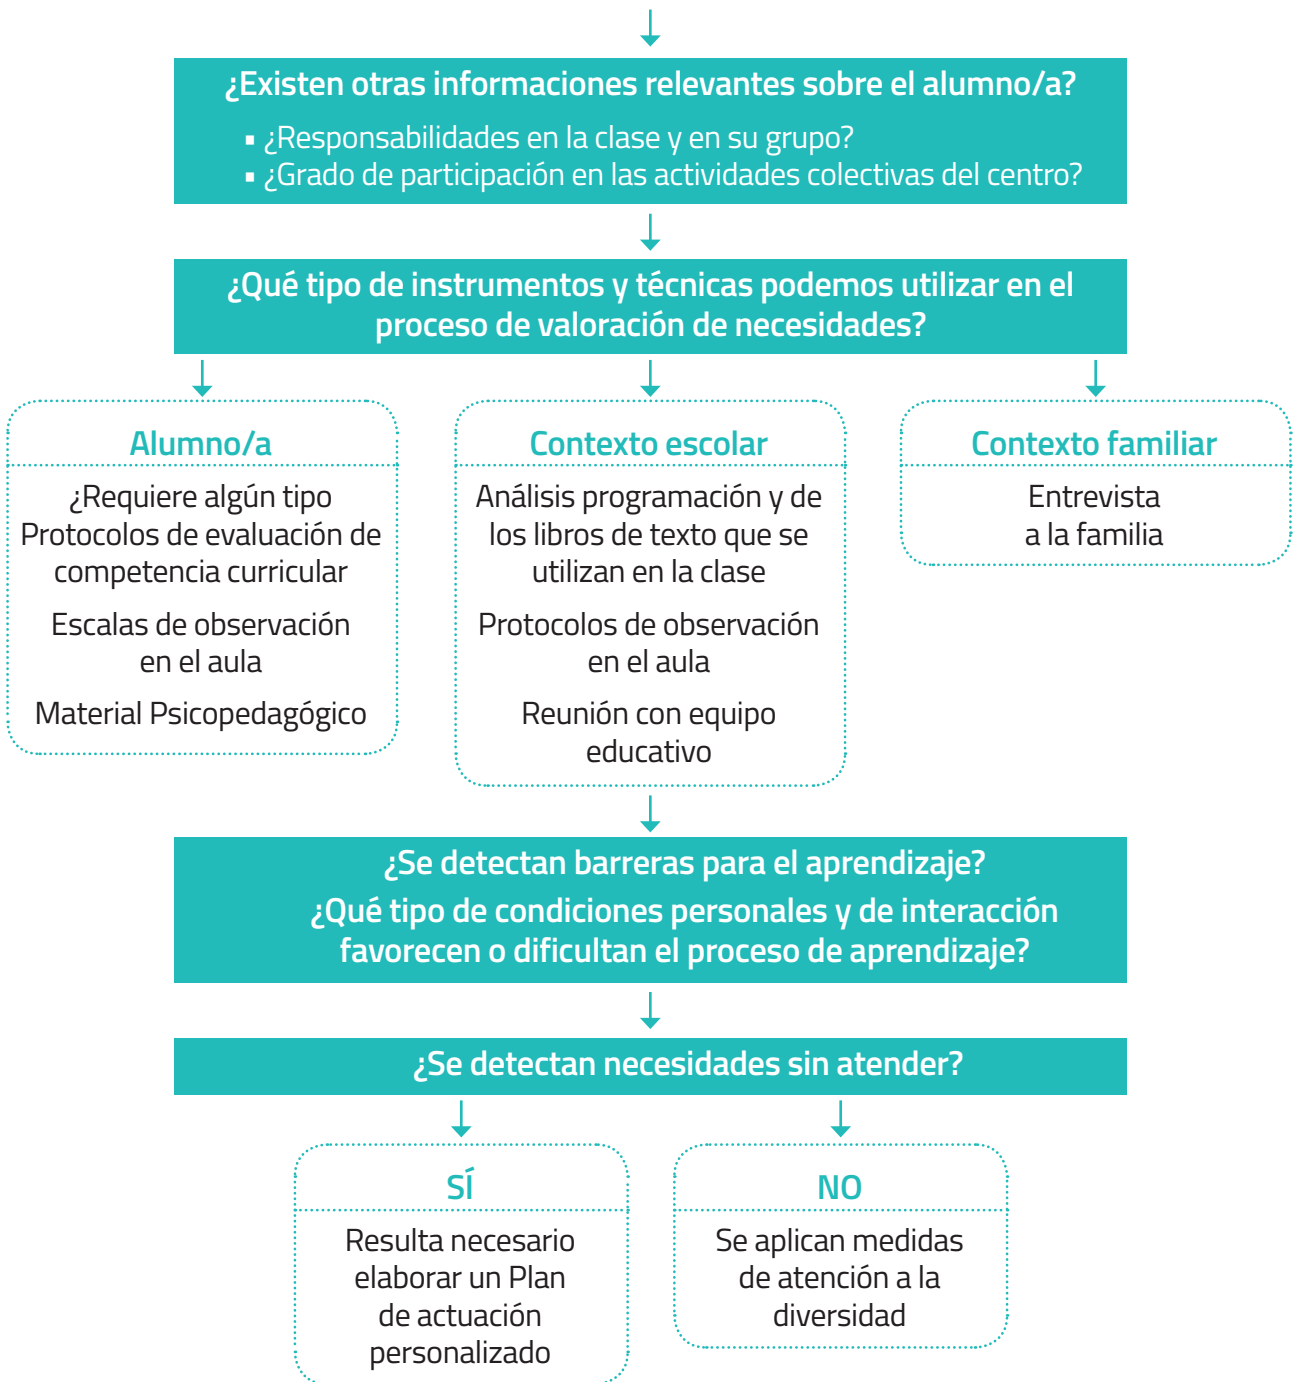 ¿Existen otras informaciones relevantes sobre el alumno/a?
▪ ¿Responsabilidades en la clase y en su grupo?
▪ ¿Grado de participación en las actividades colectivas del centro?
¿Qué tipo de instrumentos y técnicas podemos utilizar en el
proceso de valoración de necesidades?
Alumno/a
¿Requiere algún tipo
Protocolos de evaluación de
competencia curricular
Escalas de observación
en el aula
Material Psicopedagógico
Contexto escolar
Análisis programación y de
los libros de texto que se
utilizan en la clase
Protocolos de observación
en el aula
Reunión con equipo
educativo
Contexto familiar
Entrevista
a la familia
¿Se detectan barreras para el aprendizaje?
¿Qué tipo de condiciones personales y de interacción
favorecen o dificultan el proceso de aprendizaje?
¿Se detectan necesidades sin atender?
SÍ
Resulta necesario
elaborar un Plan
de actuación
personalizado
NO
Se aplican medidas
de atención a la
diversidad